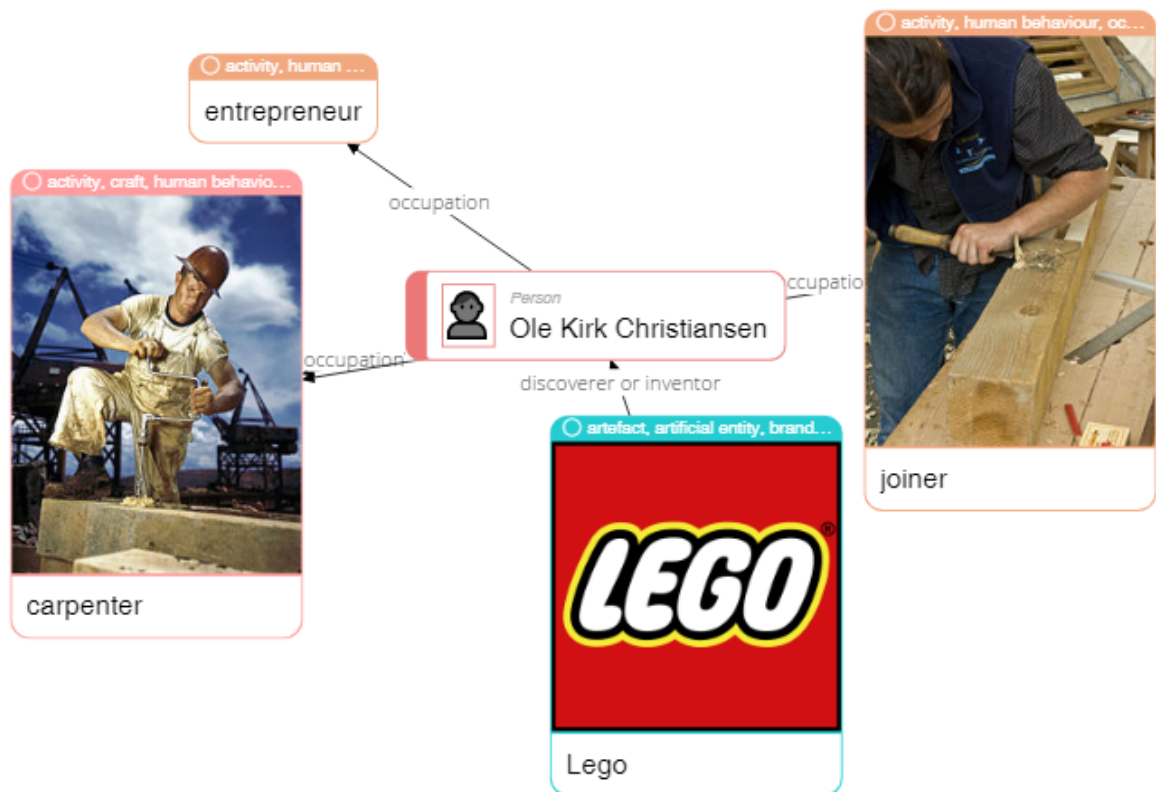 activity, human ...
entrepreneur
activity, human behaviour, oc...
activity, craft, human behavio...
occupation
occupatio
Person
Ole Kirk Christiansen
occupation
discoverer or inventor
artefact, artificial entity, brand...
LEGO®
joiner
carpenter
Lego